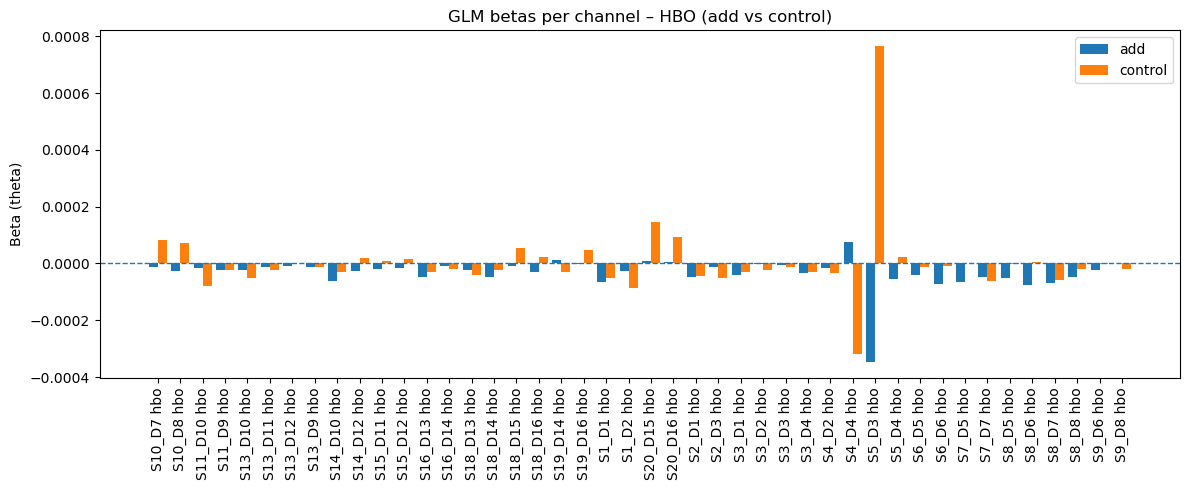 GLM betas per channel – HBO (add vs control)
add
control
Beta (theta)
0.0008
0.0006
0.0004
0.0002
0.0000
−0.0002
−0.0004
S10_D7 hbo
S10_D8 hbo
S11_D10 hbo
S11_D9 hbo
S13_D10 hbo
S13_D11 hbo
S13_D12 hbo
S13_D9 hbo
S14_D10 hbo
S14_D12 hbo
S15_D11 hbo
S15_D12 hbo
S16_D13 hbo
S16_D14 hbo
S18_D13 hbo
S18_D14 hbo
S18_D15 hbo
S18_D16 hbo
S19_D14 hbo
S19_D16 hbo
S1_D1 hbo
S1_D2 hbo
S20_D15 hbo
S20_D16 hbo
S2_D1 hbo
S2_D3 hbo
S3_D1 hbo
S3_D2 hbo
S3_D3 hbo
S3_D4 hbo
S4_D2 hbo
S4_D4 hbo
S5_D3 hbo
S5_D4 hbo
S6_D5 hbo
S6_D6 hbo
S7_D5 hbo
S7_D7 hbo
S8_D5 hbo
S8_D6 hbo
S8_D7 hbo
S8_D8 hbo
S9_D6 hbo
S9_D8 hbo